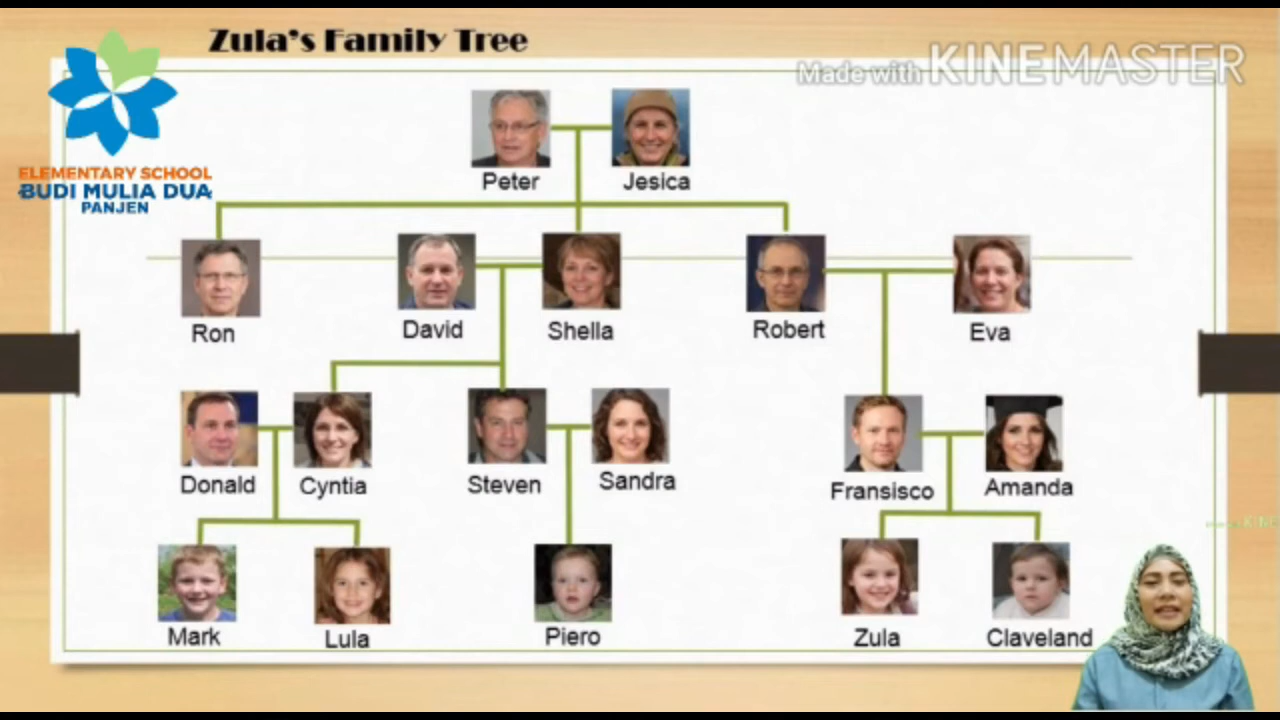 Zula's Family Tree
Made with KINEMASTER
ELEMENTARY SCHOOL
BUDI MULIA DUA
PANJEN
Peter Jesica
Ron David Shella Robert Eva
Donald Cyntia Steven Sandra Fransisco Amanda
Mark Lula Piero Zula Claveland